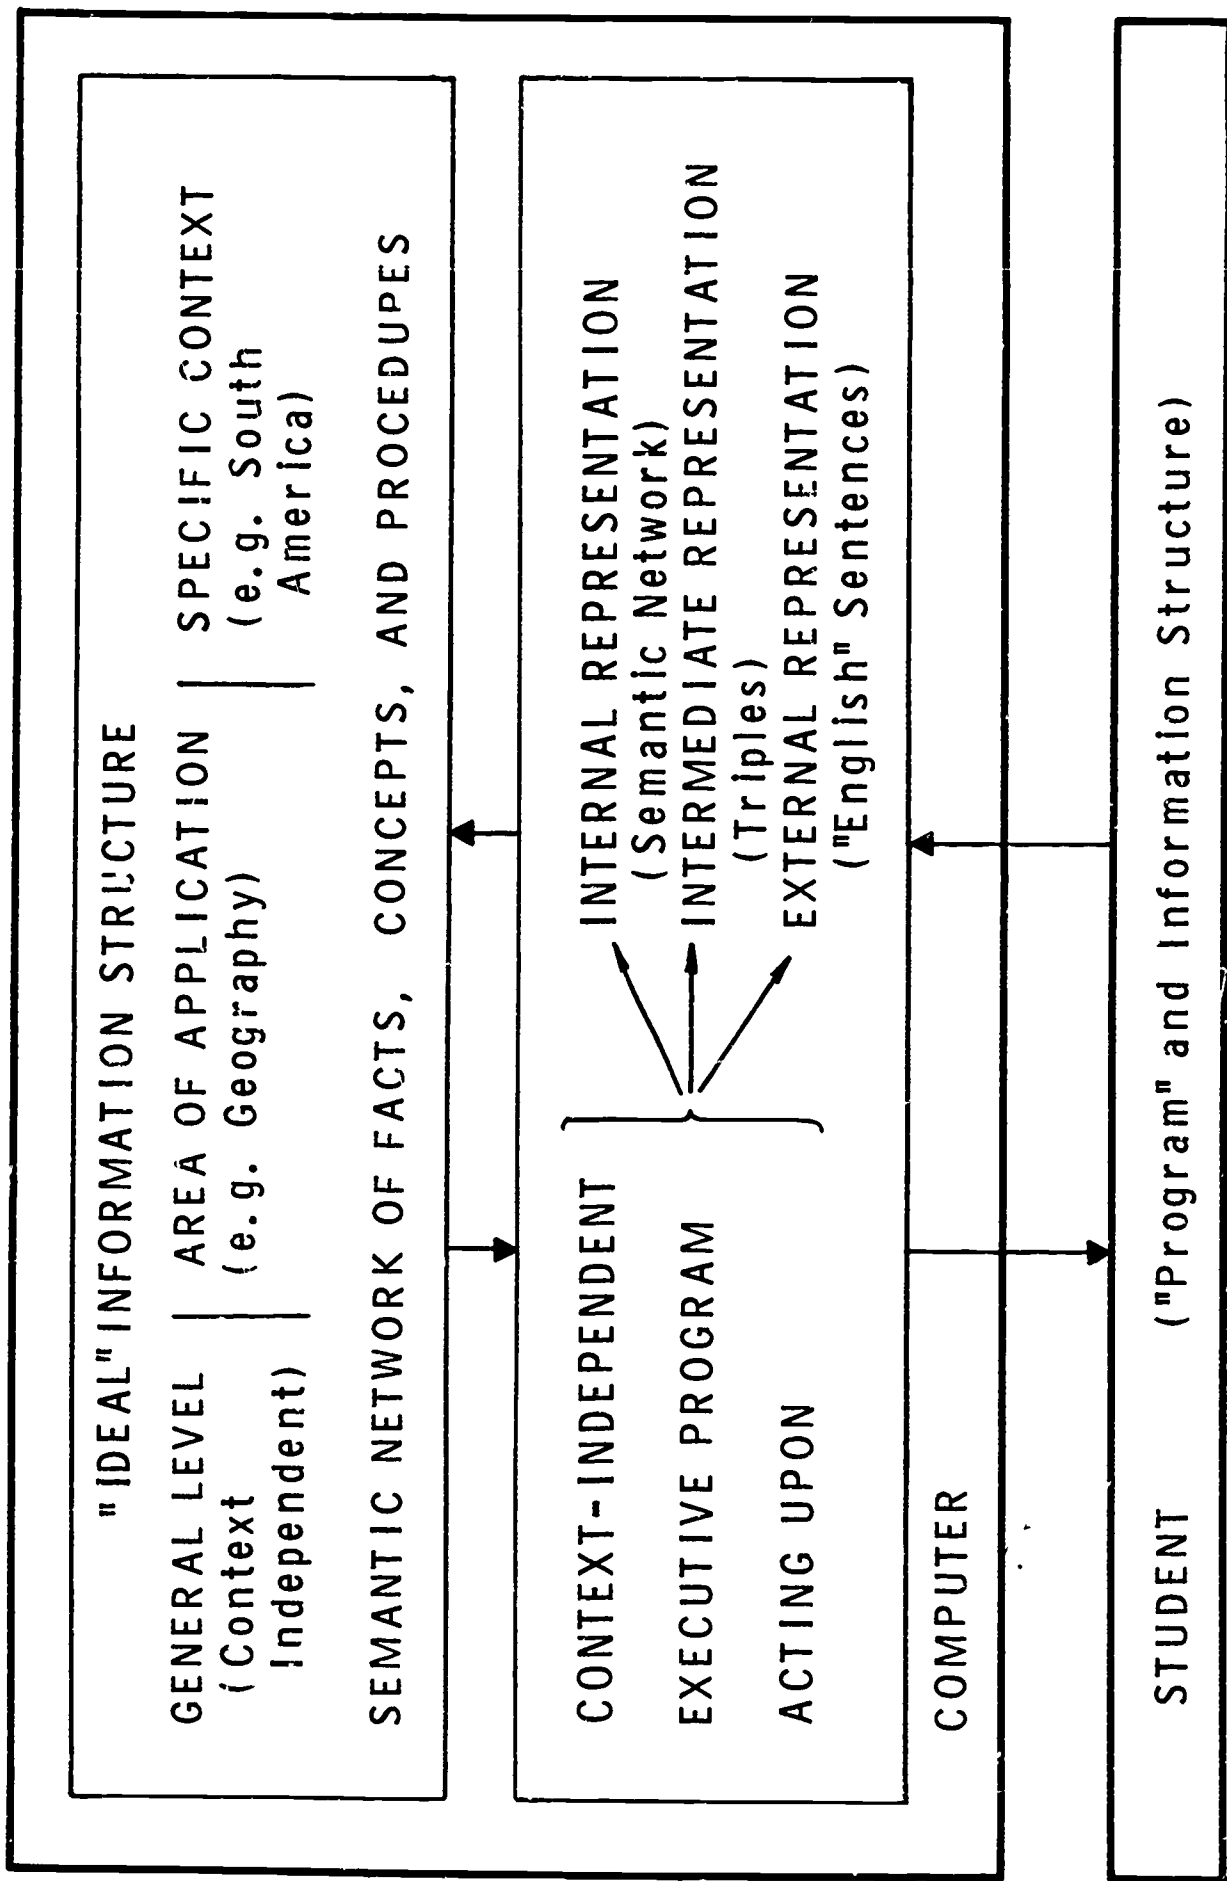 "IDEAL" INFORMATION STRUCTURE
GENERAL LEVEL
(Context
Independent)
AREA OF APPLICATION
(e.g. Geography)
SPECIFIC CONTEXT
(e.g. South
America)
SEMANTIC NETWORK OF FACTS, CONCEPTS, AND PROCEDUPES
CONTEXT-INDEPENDENT
EXECUTIVE PROGRAM
ACTING UPON
INTERNAL REPRESENTATION
(Semantic Network)
INTERMEDIATE REPRESENTATION
(Triples)
EXTERNAL REPRESENTATION
("English" Sentences)
COMPUTER
STUDENT ("Program" and Information Structure)